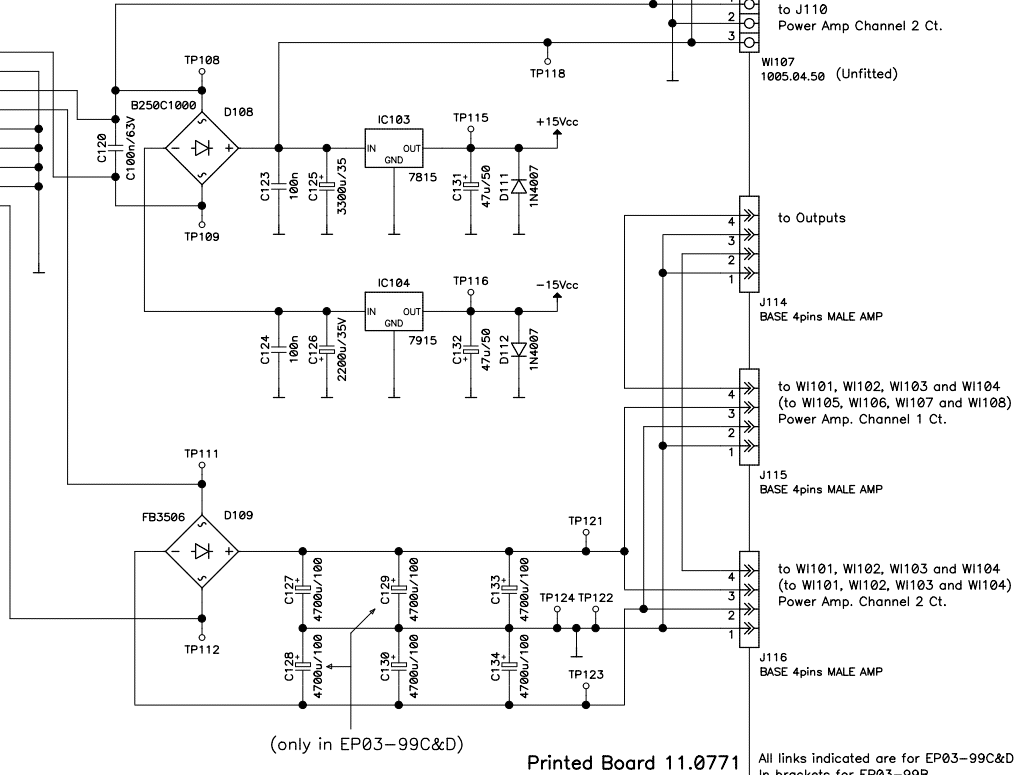 to J110
2
Power Amp Channel 2 Ct.
3
WI107
1005.04.50 (Unfitted)
TP108
TP118
B250C1000
D108
C120
C100n/63V
− +
TP109
IC103
IN OUT
GND
7815
TP115
+15Vcc
C123
100n
C125
+
3300u/35
C131
+
47u/50
D111
1N4007
to Outputs
4
3
2
1
J114
BASE 4pins MALE AMP
IC104
IN OUT
GND
7915
TP116
−15Vcc
C124
100n
C126
+
2200u/35V
C132
+
47u/50
D112
1N4007
to WI101, WI102, WI103 and WI104
(to WI105, WI106, WI107 and WI108)
Power Amp. Channel 1 Ct.
4
3
2
1
J115
BASE 4pins MALE AMP
TP111
FB3506
D109
− +
TP112
TP121
C127
+
4700u/100
C129
+
4700u/100
C133
+
4700u/100
TP124 TP122
C128
+
4700u/100
C130
+
4700u/100
C134
+
4700u/100
TP123
to WI101, WI102, WI103 and WI104
(to WI101, WI102, WI103 and WI104)
Power Amp. Channel 2 Ct.
4
3
2
1
J116
BASE 4pins MALE AMP
(only in EP03−99C&D)
Printed Board 11.0771
All links indicated are for EP03−99C&D
In brackets for EP03−99B